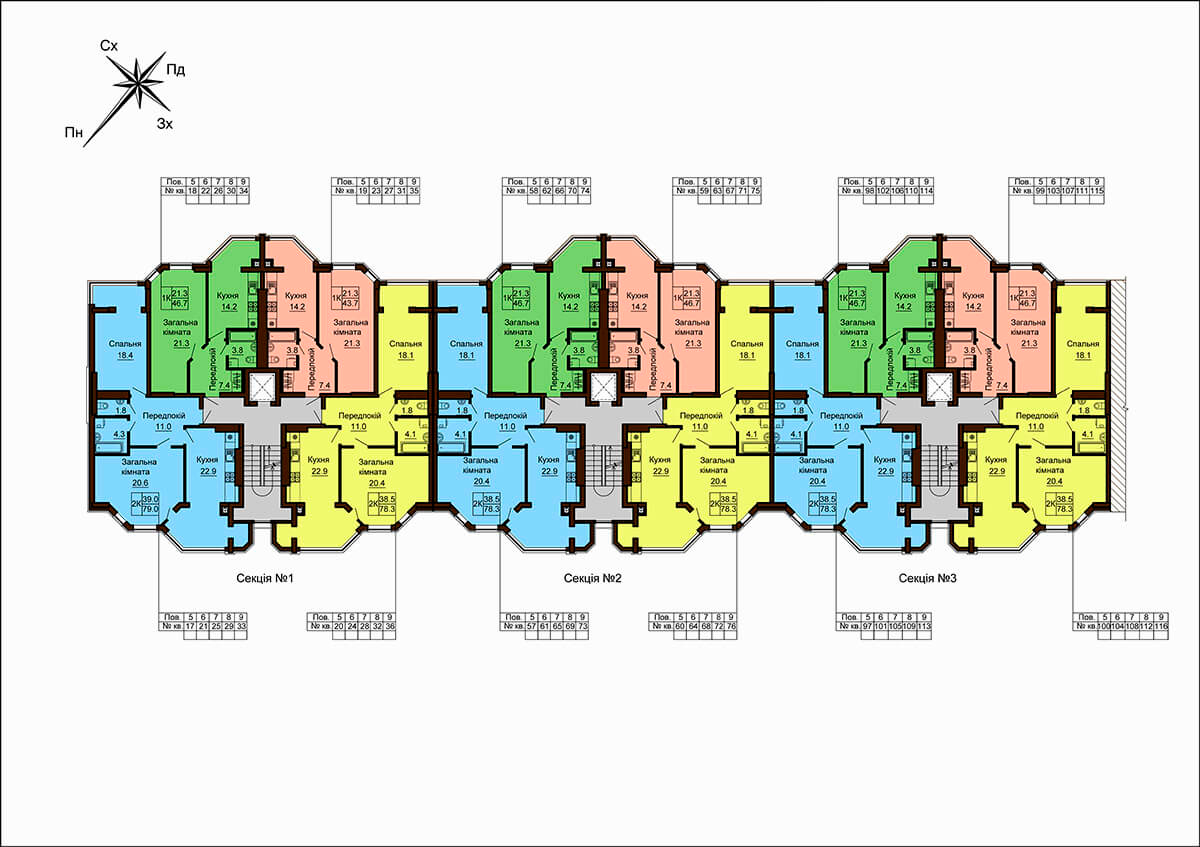 Сх
Пд
Пн
Зх
Пов. 5 6 7 8 9
№ кв. 18 22 26 30 34
Пов. 5 6 7 8 9
№ кв. 19 23 27 31 35
Пов. 5 6 7 8 9
№ кв. 58 62 66 70 74
Пов. 5 6 7 8 9
№ кв. 59 63 67 71 75
Пов. 5 6 7 8 9
№ кв. 98 102 106 110 114
Пов. 5 6 7 8 9
№ кв. 99 103 107 111 115
Спальня
18.4
1К 21.3
46.7
Загальна
кімната
21.3
Кухня
14.2
3.8
Передпокій
7.4
Кухня
14.2
3.8
Передпокій
7.4
1К 21.3
43.7
Загальна
кімната
21.3
Спальня
18.1
1.8
4.3
Передпокій
11.0
Загальна
кімната
20.6
2К 39.0
79.0
Кухня
22.9
Передпокій
11.0
1.8
4.1
Кухня
22.9
Загальна
кімната
20.4
2К 38.5
78.3
Спальня
18.1
1К 21.3
46.7
Загальна
кімната
21.3
Кухня
14.2
3.8
Передпокій
7.4
Кухня
14.2
3.8
Передпокій
7.4
1К 21.3
46.7
Загальна
кімната
21.3
Спальня
18.1
1.8
4.1
Передпокій
11.0
Загальна
кімната
20.4
2К 38.5
78.3
Кухня
22.9
Передпокій
11.0
1.8
4.1
Кухня
22.9
Загальна
кімната
20.4
2К 38.5
78.3
Спальня
18.1
1К 21.3
46.7
Загальна
кімната
21.3
Кухня
14.2
3.8
Передпокій
7.4
Кухня
14.2
3.8
Передпокій
7.4
1К 21.3
46.7
Загальна
кімната
21.3
Спальня
18.1
1.8
4.1
Передпокій
11.0
Загальна
кімната
20.4
2К 38.5
78.3
Кухня
22.9
Передпокій
11.0
1.8
4.1
Кухня
22.9
Загальна
кімната
20.4
2К 38.5
78.3
Секція №1
Секція №2
Секція №3
Пов. 5 6 7 8 9
№ кв. 17 21 25 29 33
Пов. 5 6 7 8 9
№ кв. 20 24 28 32 36
Пов. 5 6 7 8 9
№ кв. 57 61 65 69 73
Пов. 5 6 7 8 9
№ кв. 60 64 68 72 76
Пов. 5 6 7 8 9
№ кв. 97 101 105 109 113
Пов. 5 6 7 8 9
№ кв. 100 104 108 112 116